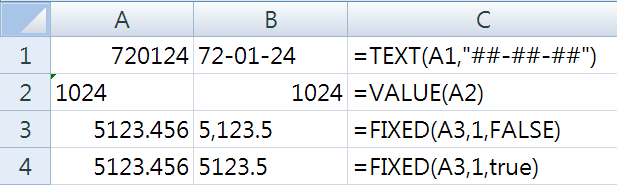 A B C
1 720124 72-01-24 =TEXT(A1,"##-##-##")
2 1024 1024 =VALUE(A2)
3 5123.456 5,123.5 =FIXED(A3,1,FALSE)
4 5123.456 5123.5 =FIXED(A3,1,true)